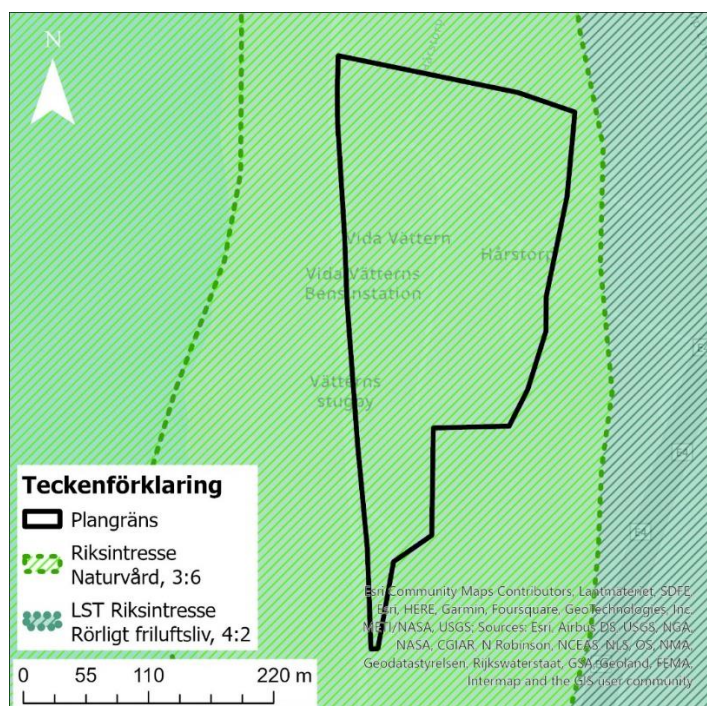 N
Hårstorp
Vida Vättern
Hårstorp
Vida Vätterns
Bensinstation
Vätterns
stugby
E4
E4
E4
Teckenförklaring
Plangräns
Riksintresse
Naturvård, 3:6
LST Riksintresse
Rörligt friluftsliv, 4:2
0 55 110 220 m
Esri Community Maps Contributors, Lantmäteriet, SDFE,
Esri, HERE, Garmin, Foursquare, GeoTechnologies, Inc,
METI/NASA, USGS; Sources: Esri, Airbus DS, USGS, NGA,
NASA, CGIAR, N Robinson, NCEAS, NLS, OS, NMA,
Geodatastyrelsen, Rijkswaterstaat, GSA, Geoland, FEMA,
Intermap and the GIS user community